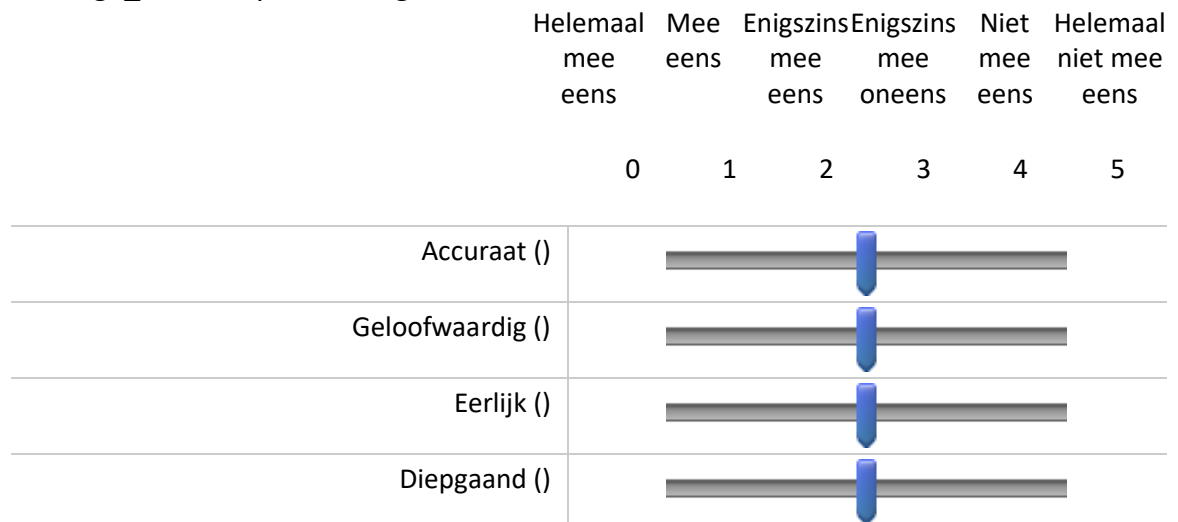 Helemaal Mee Enigszins Enigszins Niet Helemaal
mee eens mee mee mee niet mee
eens eens oneens eens eens
0 1 2 3 4 5
Accuraat ()
Geloofwaardig ()
Eerlijk ()
Diepgaand ()